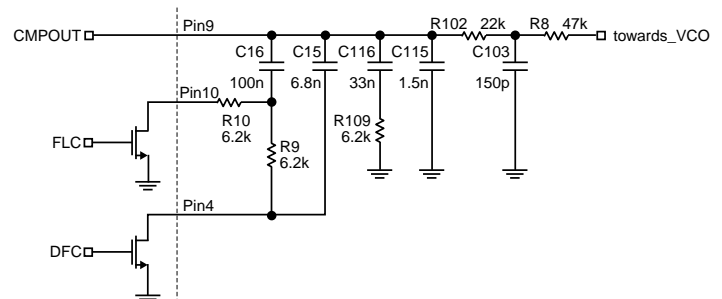 R102 22k R8 47k
CMPOUT Pin9 towards_VCO
C16 C15 C116 C115 C103
100n 6.8n 33n 1.5n 150p
Pin10
R10
6.2k
R109
6.2k
FLC
R9
6.2k
Pin4
DFC